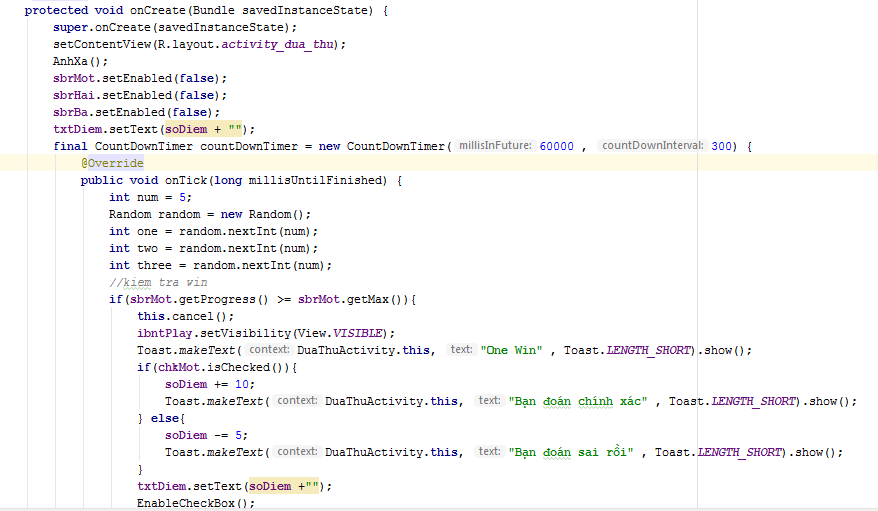 protected void onCreate(Bundle savedInstanceState) {
super.onCreate(savedInstanceState);
setContentView(R.layout.activity_dua_thu);
AnhXa();
sbrMot.setEnabled(false);
sbrHai.setEnabled(false);
sbrBa.setEnabled(false);
txtDiem.setText(soDiem + "");
final CountDownTimer countDownTimer = new CountDownTimer( millisInFuture: 60000 , countDownInterval: 300) {
@Override
public void onTick(long millisUntilFinished) {
int num = 5;
Random random = new Random();
int one = random.nextInt(num);
int two = random.nextInt(num);
int three = random.nextInt(num);
//kiem tra win
if(sbrMot.getProgress() >= sbrMot.getMax()){
this.cancel();
ibntPlay.setVisibility(View.VISIBLE);
Toast.makeText( context: DuaThuActivity.this, text: "One Win" , Toast.LENGTH_SHORT).show();
if(chkMot.isChecked()){
soDiem += 10;
Toast.makeText( context: DuaThuActivity.this, text: "Bạn đoán chính xác" , Toast.LENGTH_SHORT).show();
} else{
soDiem -= 5;
Toast.makeText( context: DuaThuActivity.this, text: "Bạn đoán sai rồi" , Toast.LENGTH_SHORT).show();
}
txtDiem.setText(soDiem +"");
EnableCheckBox();